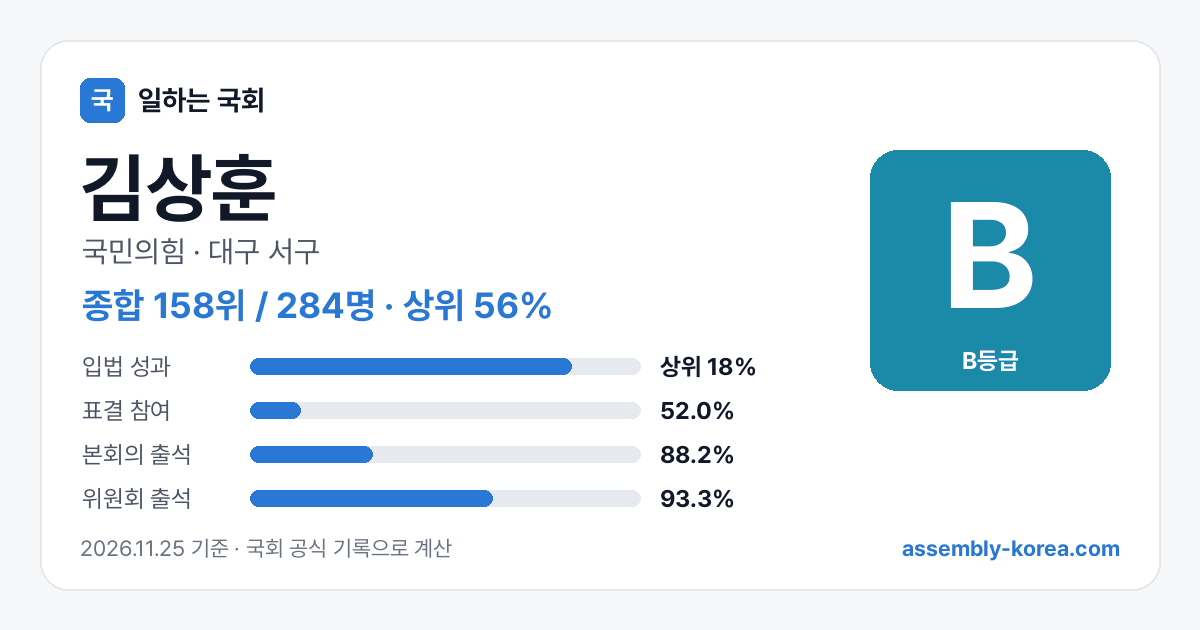 국 일하는 국회
김상훈
국민의힘 · 대구 서구
종합 158위 / 284명 · 상위 56%
B
B등급
입법 성과 상위 18%
표결 참여 52.0%
본회의 출석 88.2%
위원회 출석 93.3%
2026.11.25 기준 · 국회 공식 기록으로 계산
assembly-korea.com